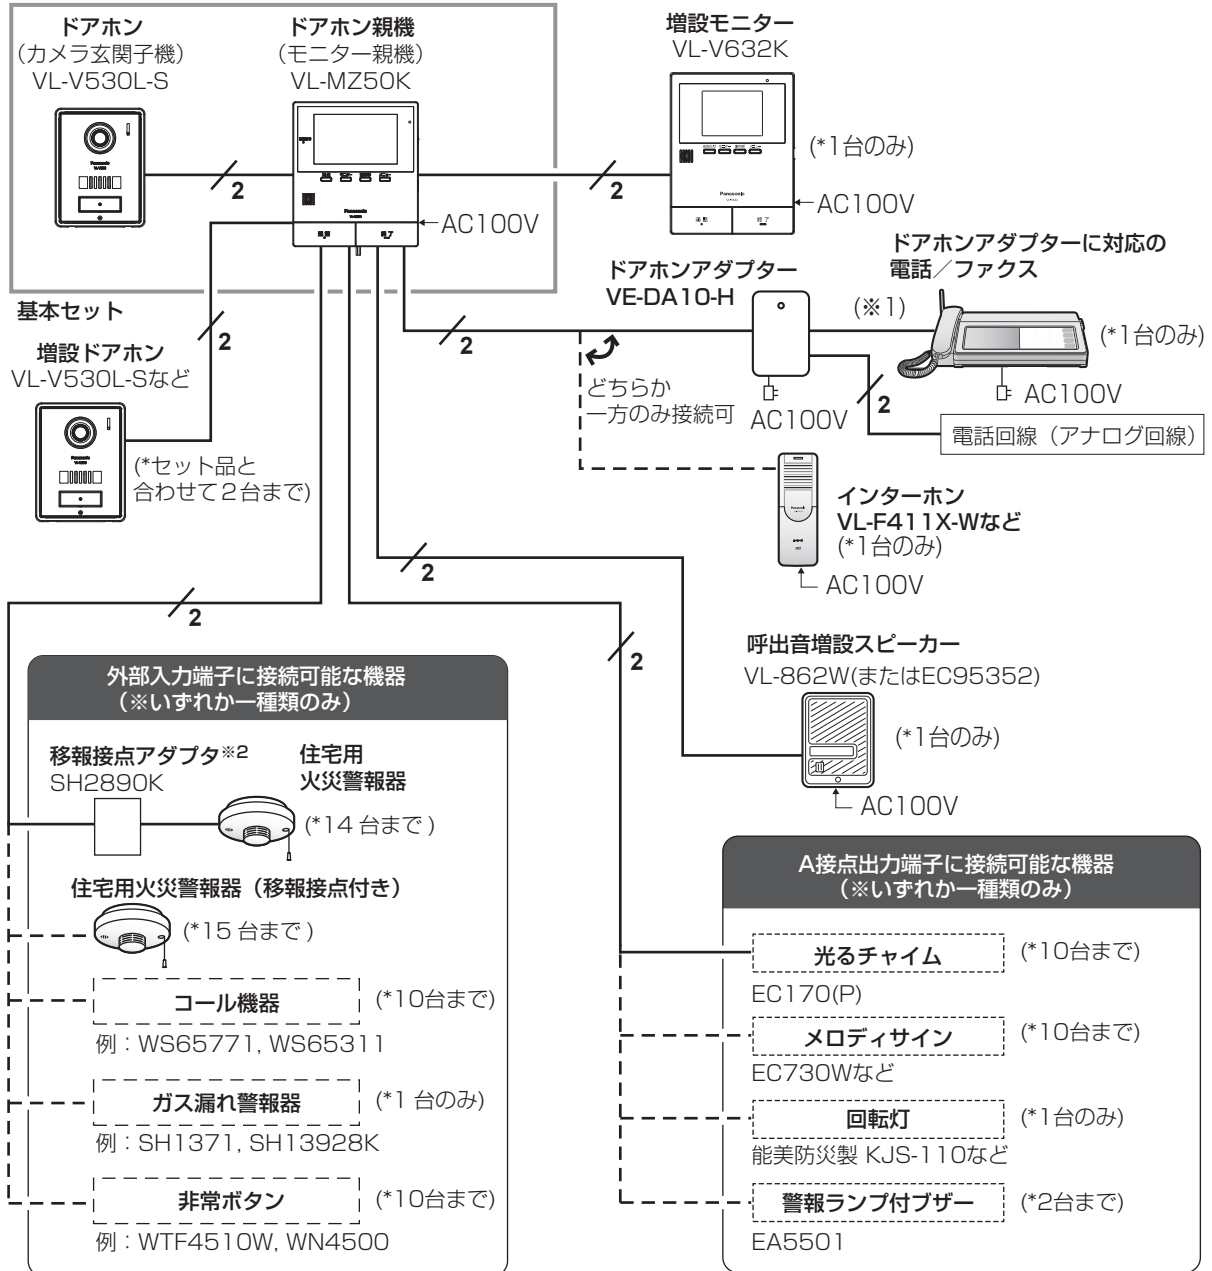 ドアホン
（カメラ玄関子機）
VL-V530L-S
ドアホン親機
（モニター親機）
VL-MZ50K
増設モニター
VL-V632K
(*1台のみ)
2
2
AC100V
AC100V
Panasonic
Panasonic
Panasonic
通話
終了
通話
終了
基本セット
ドアホンアダプター
VE-DA10-H
ドアホンアダプターに対応の
電話／ファクス
(※1)
(*1台のみ)
2
2
増設ドアホン
VL-V530L-Sなど
Panasonic
(*セット品と
合わせて２台まで)
どちらか
一方のみ接続可
AC100V
2
AC100V
電話回線（アナログ回線）
インターホン
VL-F411X-Wなど
(*1台のみ)
Panasonic
AC100V
2
2
2
呼出音増設スピーカー
VL-862W(またはEC95352)
(*1台のみ)
AC100V
外部入力端子に接続可能な機器
（※いずれか一種類のみ）
移報接点アダプタ※2
SH2890K
住宅用
火災警報器
(*14 台まで )
住宅用火災警報器（移報接点付き）
(*15 台まで )
コール機器
(*10台まで)
例：WS65771, WS65311
ガス漏れ警報器
(*1 台のみ)
例：SH1371, SH13928K
非常ボタン
(*10台まで)
例：WTF4510W, WN4500
A接点出力端子に接続可能な機器
（※いずれか一種類のみ）
光るチャイム
(*10台まで)
EC170(P)
メロディサイン
(*10台まで)
EC730Wなど
回転灯
(*1台のみ)
能美防災製 KJS-110など
警報ランプ付ブザー
(*2台まで)
EA5501